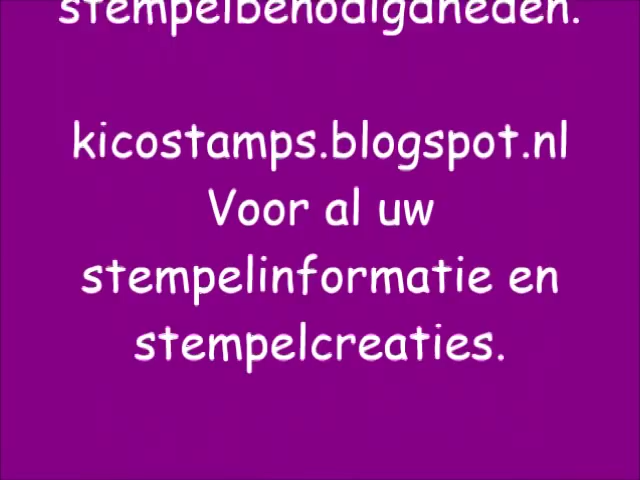 stempelbenodigdheden.
kicostamps.blogspot.nl
Voor al uw
stempelinformatie en
stempelcreaties.